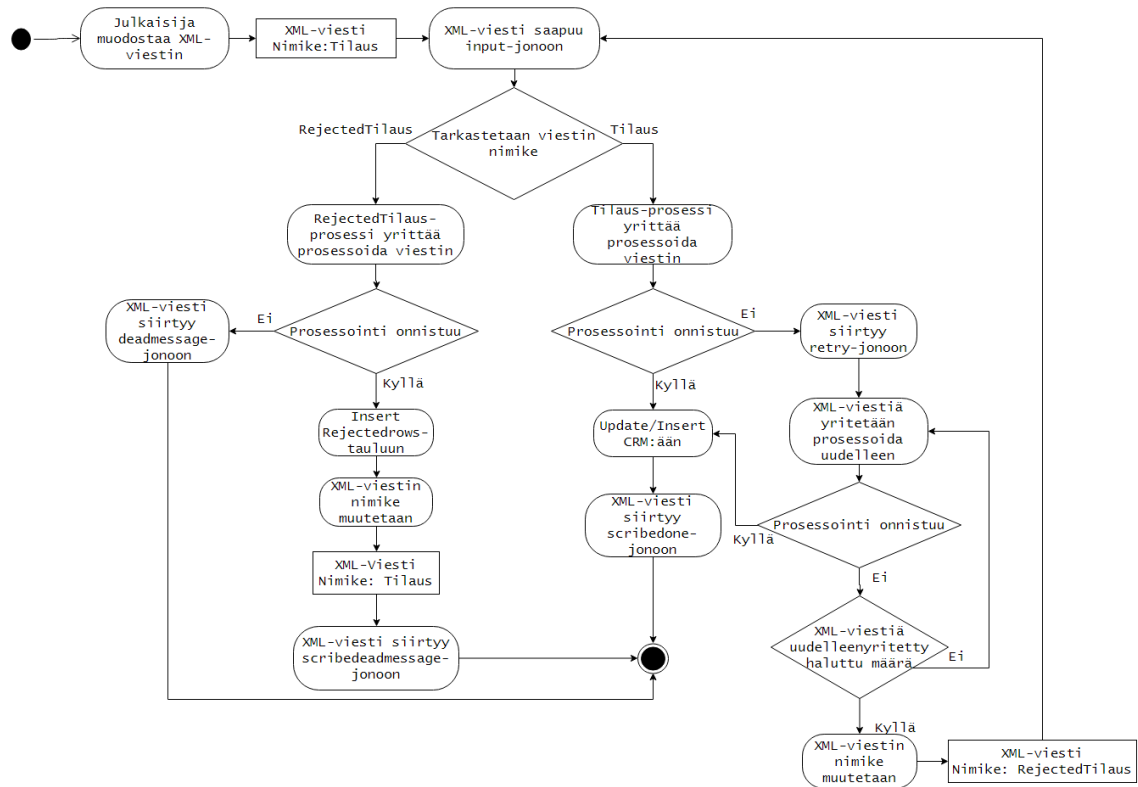 Julkaisija
muodostaa XML-
viestin
XML-viesti
Nimike:Tilaus
XML-viesti saapuu
input-jonoon
RejectedTilaus
Tilaus
Tarkastetaan viestin
nimike
RejectedTilaus-
prosessi yrittää
prosessoida viestin
Tilaus-prosessi
yrittää
prosessoida
viestin
XML-viesti
siirtyy
deadmessage-
jonoon
Ei
Prosessointi onnistuu
Kyllä
Prosessointi onnistuu
Ei
Kyllä
XML-viesti
siirtyy
retry-jonoon
Insert
Rejectedrows-
tauluun
Update/Insert
CRM:ään
XML-viestiä
yritetään
prosessoida
uudelleen
XML-viestin
nimike
muutetaan
XML-viesti
siirtyy
scribedone-
jonoon
Prosessointi onnistuu
Kyllä
Ei
XML-Viesti
Nimike: Tilaus
XML-viesti siirtyy
scribedeadmessage-
jonoon
XML-viestiä
uudelleenyritetty
haluttu määrä
Ei
Kyllä
XML-viestin
nimike
muutetaan
XML-viesti
Nimike: RejectedTilaus